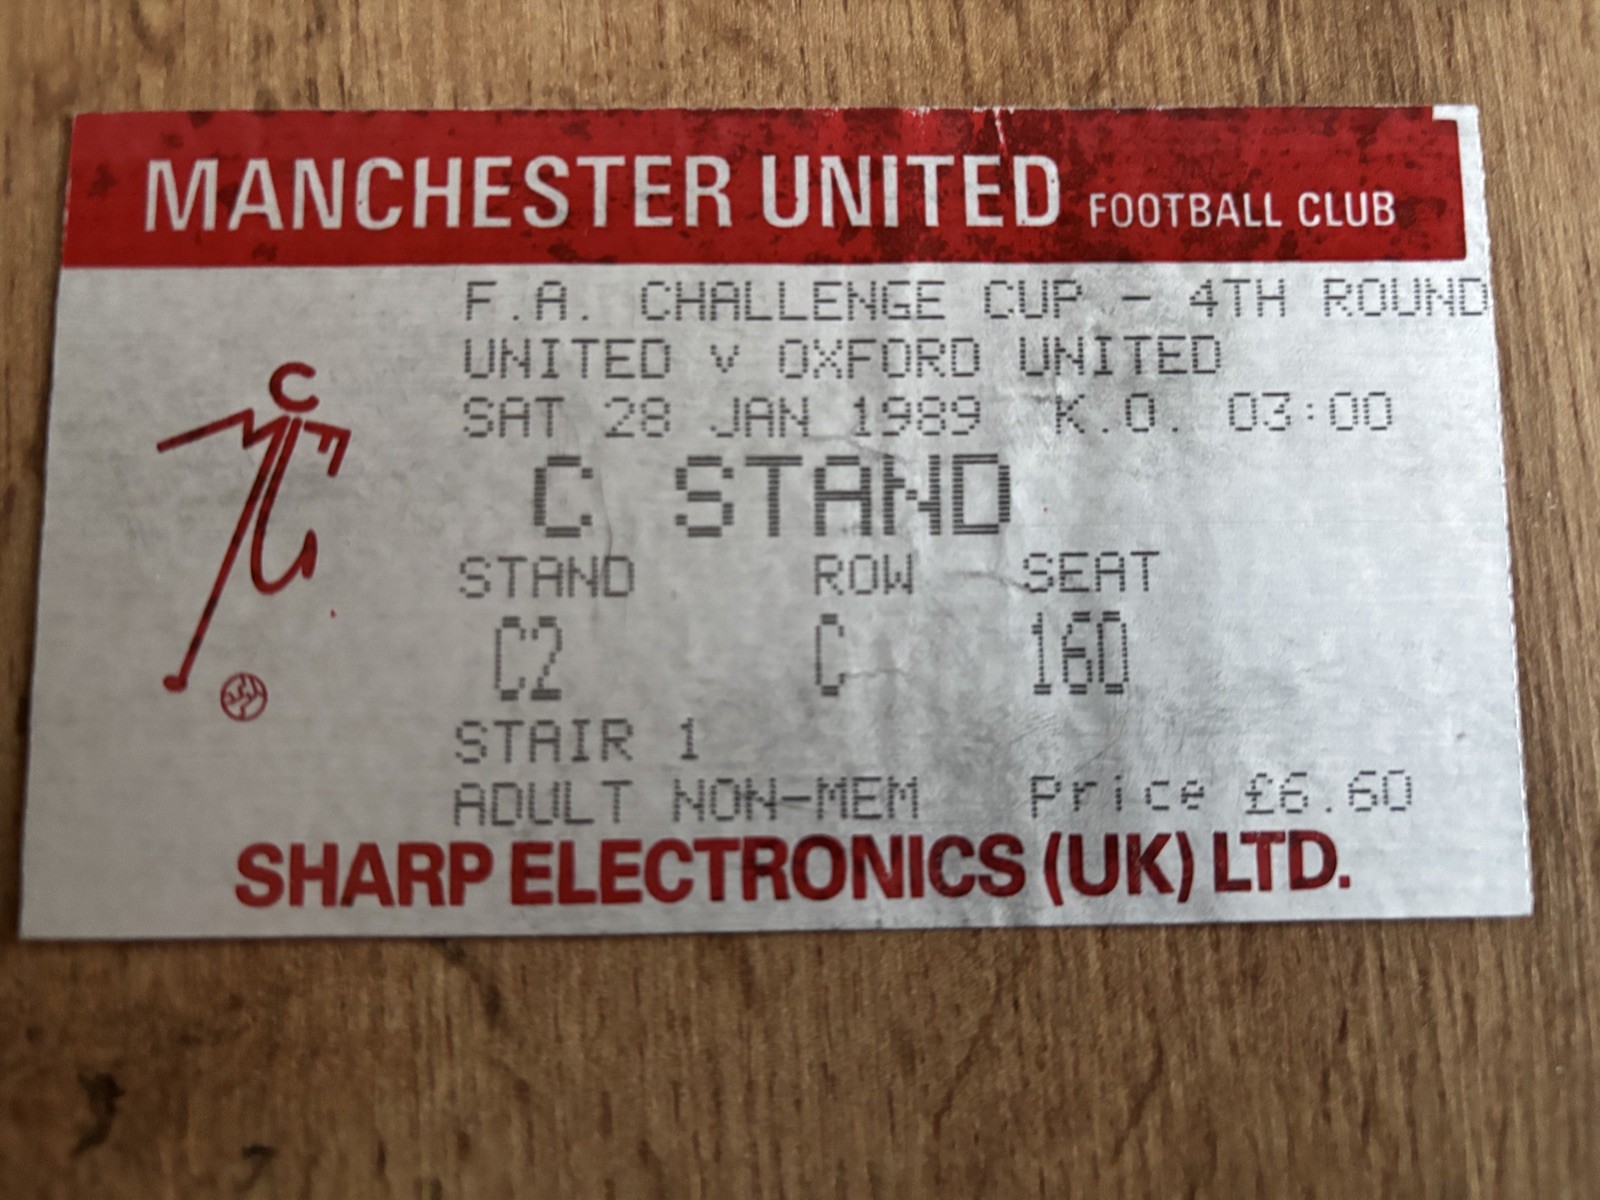 MANCHESTER UNITED FOOTBALL CLUB
F.A. CHALLENGE CUP - 4TH ROUND
UNITED v OXFORD UNITED
SAT 28 JAN 1989 K.O. 03:00
C STAND
STAND ROW SEAT
C2 C 160
STAIR 1
ADULT NON-MEM Price £6.60
SHARP ELECTRONICS (UK) LTD.